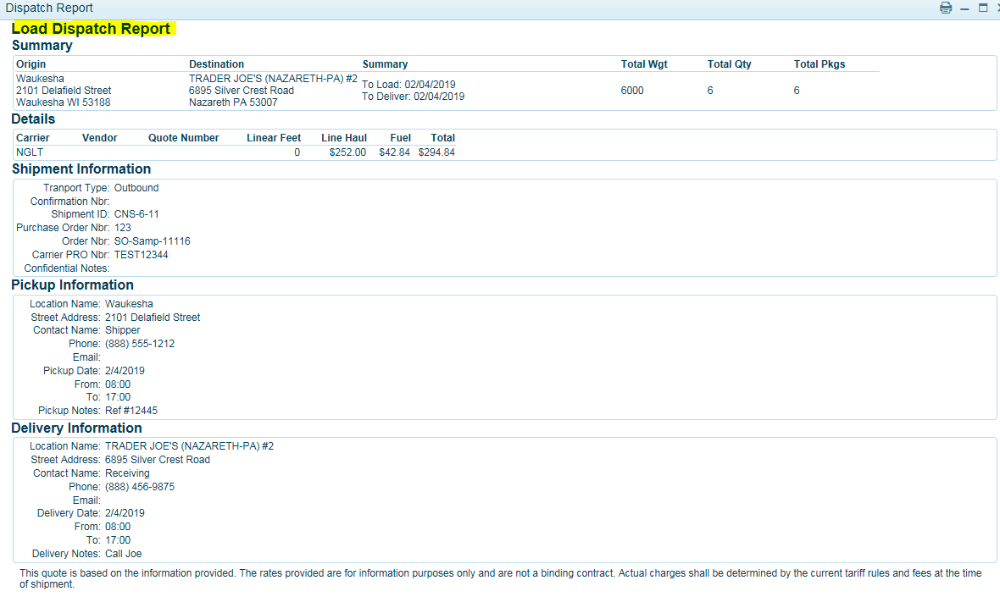 Dispatch Report
Load Dispatch Report
Summary
Origin Destination Summary Total Wgt Total Qty Total Pkgs
Waukesha TRADER JOE'S (NAZARETH-PA) #2
2101 Delafield Street 6895 Silver Crest Road To Load: 02/04/2019 6000 6 6
Waukesha WI 53188 Nazareth PA 53007 To Deliver: 02/04/2019
Details
Carrier Vendor Quote Number Linear Feet Line Haul Fuel Total
NGLT 0 $252.00 $42.84 $294.84
Shipment Information
Tranport Type: Outbound
Confirmation Nbr:
Shipment ID: CNS-6-11
Purchase Order Nbr: 123
Order Nbr: SO-Samp-11116
Carrier PRO Nbr: TEST12344
Confidential Notes:
Pickup Information
Location Name: Waukesha
Street Address: 2101 Delafield Street
Contact Name: Shipper
Phone: (888) 555-1212
Email:
Pickup Date: 2/4/2019
From: 08:00
To: 17:00
Pickup Notes: Ref #12445
Delivery Information
Location Name: TRADER JOE'S (NAZARETH-PA) #2
Street Address: 6895 Silver Crest Road
Contact Name: Receiving
Phone: (888) 456-9875
Email:
Delivery Date: 2/4/2019
From: 08:00
To: 17:00
Delivery Notes: Call Joe
This quote is based on the information provided. The rates provided are for information purposes only and are not a binding contract. Actual charges shall be determined by the current tariff rules and fees at the time
of shipment.